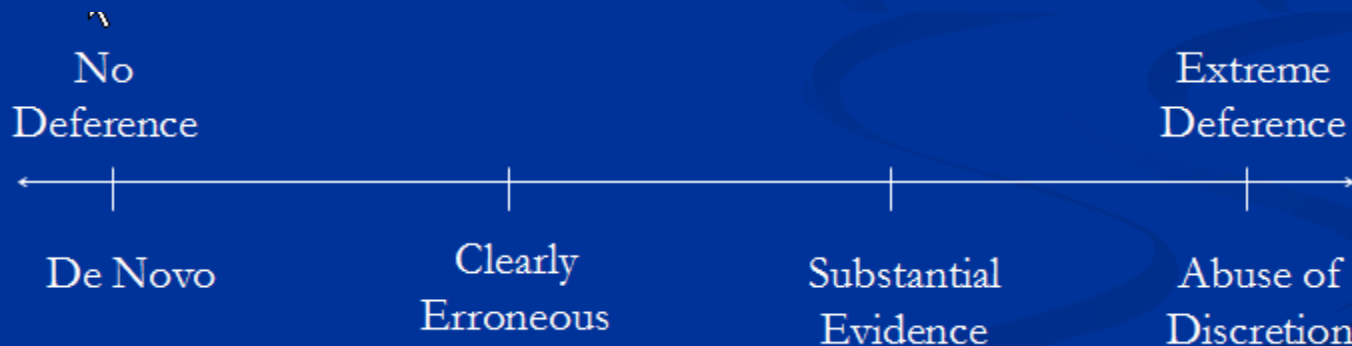 No
Deference
Extreme
Deference
De Novo
Clearly
Erroneous
Substantial
Evidence
Abuse of
Discretion